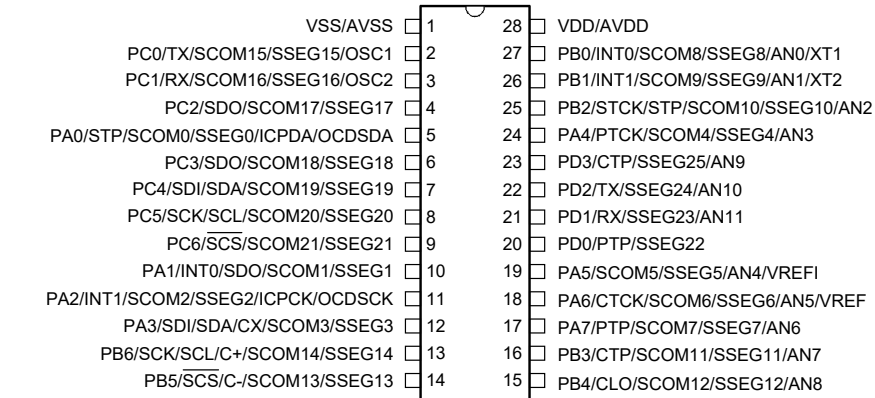 VSS/AVSS 1 28 VDD/AVDD
PC0/TX/SCOM15/SSEG15/OSC1 2 27 PB0/INT0/SCOM8/SSEG8/AN0/XT1
PC1/RX/SCOM16/SSEG16/OSC2 3 26 PB1/INT1/SCOM9/SSEG9/AN1/XT2
PC2/SDO/SCOM17/SSEG17 4 25 PB2/STCK/STP/SCOM10/SSEG10/AN2
PA0/STP/SCOM0/SSEG0/ICPDA/OCDSDA 5 24 PA4/PTCK/SCOM4/SSEG4/AN3
PC3/SDO/SCOM18/SSEG18 6 23 PD3/CTP/SSEG25/AN9
PC4/SDI/SDA/SCOM19/SSEG19 7 22 PD2/TX/SSEG24/AN10
PC5/SCK/SCL/SCOM20/SSEG20 8 21 PD1/RX/SSEG23/AN11
PC6/SCS/SCOM21/SSEG21 9 20 PD0/PTP/SSEG22
PA1/INT0/SDO/SCOM1/SSEG1 10 19 PA5/SCOM5/SSEG5/AN4/VREFI
PA2/INT1/SCOM2/SSEG2/ICPCK/OCDSCK 11 18 PA6/CTCK/SCOM6/SSEG6/AN5/VREF
PA3/SDI/SDA/CX/SCOM3/SSEG3 12 17 PA7/PTP/SCOM7/SSEG7/AN6
PB6/SCK/SCL/C+/SCOM14/SSEG14 13 16 PB3/CTP/SCOM11/SSEG11/AN7
PB5/SCS/C-/SCOM13/SSEG13 14 15 PB4/CLO/SCOM12/SSEG12/AN8